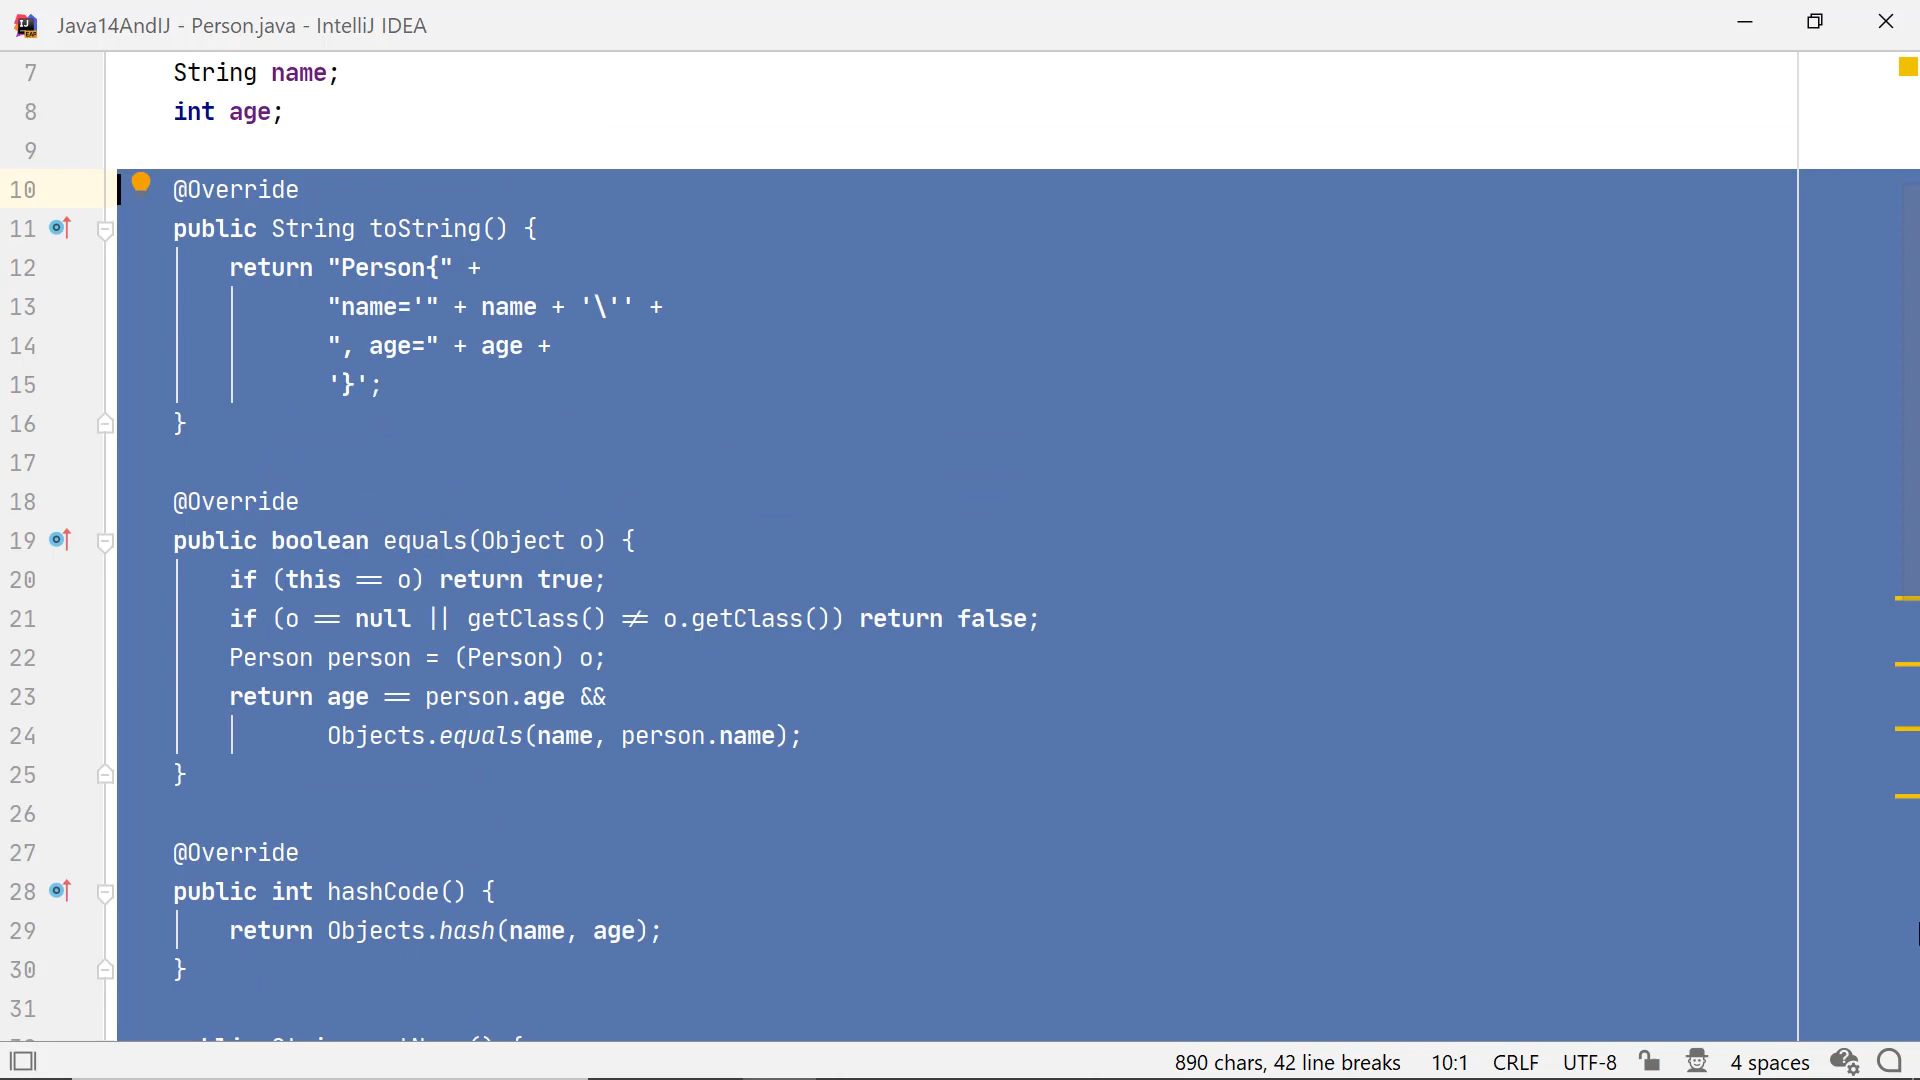 Java14AndIJ - Person.java - IntelliJ IDEA
7 String name;
8 int age;
9
10 @Override
11 public String toString() {
12 return "Person{" +
13 "name='" + name + '\'' +
14 ", age=" + age +
15 '}';
16 }
17
18 @Override
19 public boolean equals(Object o) {
20 if (this == o) return true;
21 if (o == null || getClass() != o.getClass()) return false;
22 Person person = (Person) o;
23 return age == person.age &&
24 Objects.equals(name, person.name);
25 }
26
27 @Override
28 public int hashCode() {
29 return Objects.hash(name, age);
30 }
31
890 chars, 42 line breaks 10:1 CRLF UTF-8 4 spaces